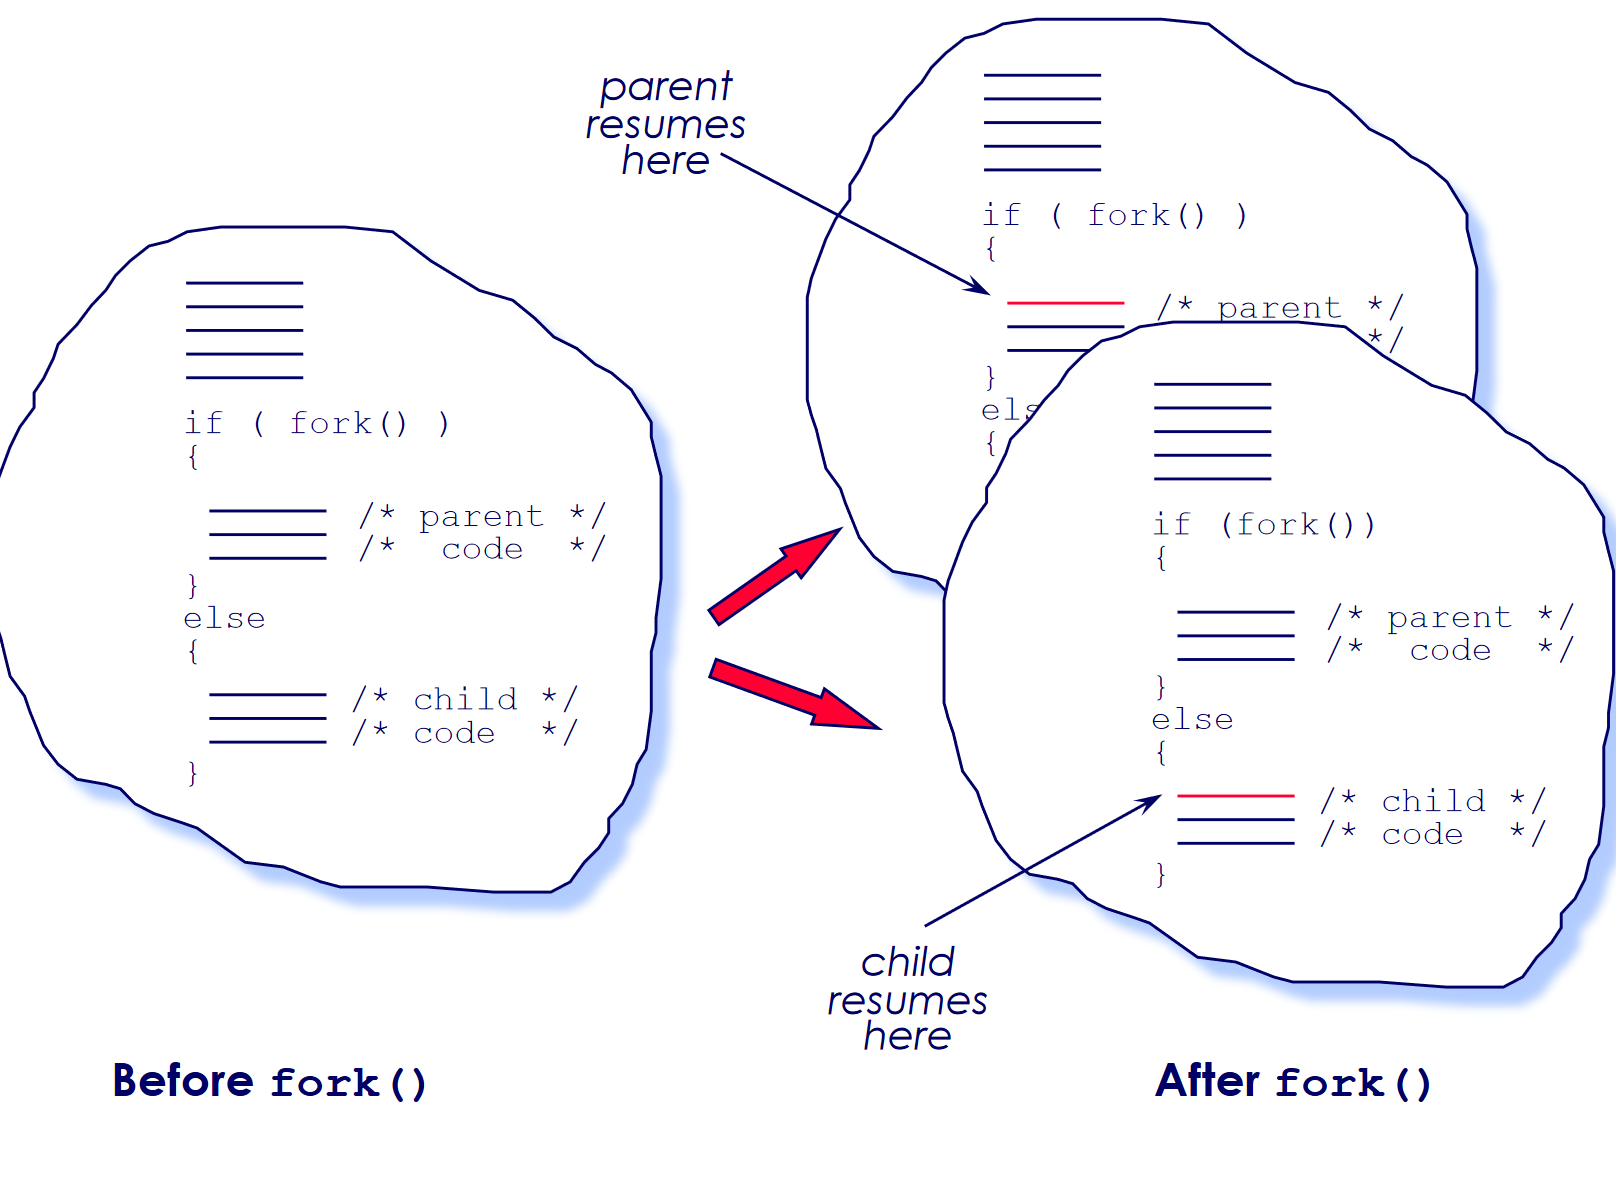 parent
resumes
here
if ( fork() )
{
/* parent */
*/
}
{
if ( fork() )
{
/* parent */
/* code */
}
else
{
/* child */
/* code */
}
if (fork())
{
/* parent */
/* code */
}
else
{
/* child */
/* code */
}
child
resumes
here
Before fork()
After fork()